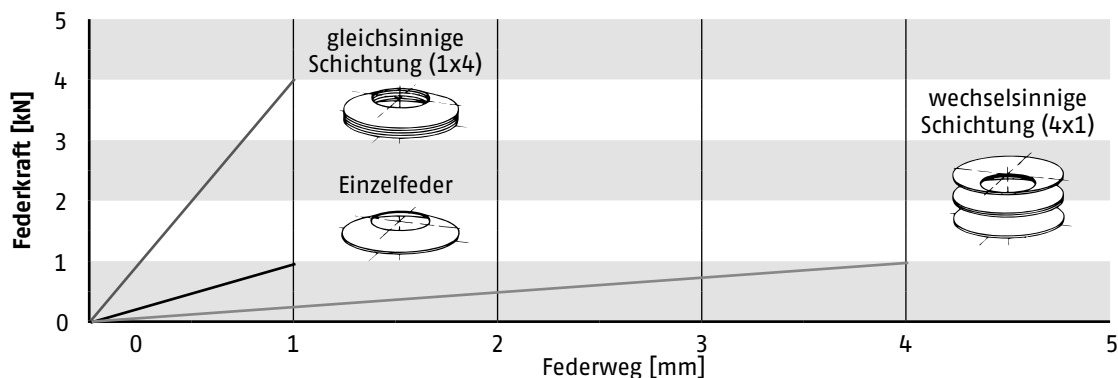 5
4
3
2
1
0
Federkraft [kN]
gleichsinnige
Schichtung (1x4)
Einzelfeder
wechselsinnige
Schichtung (4x1)
0 1 2 3 4 5
Federweg [mm]